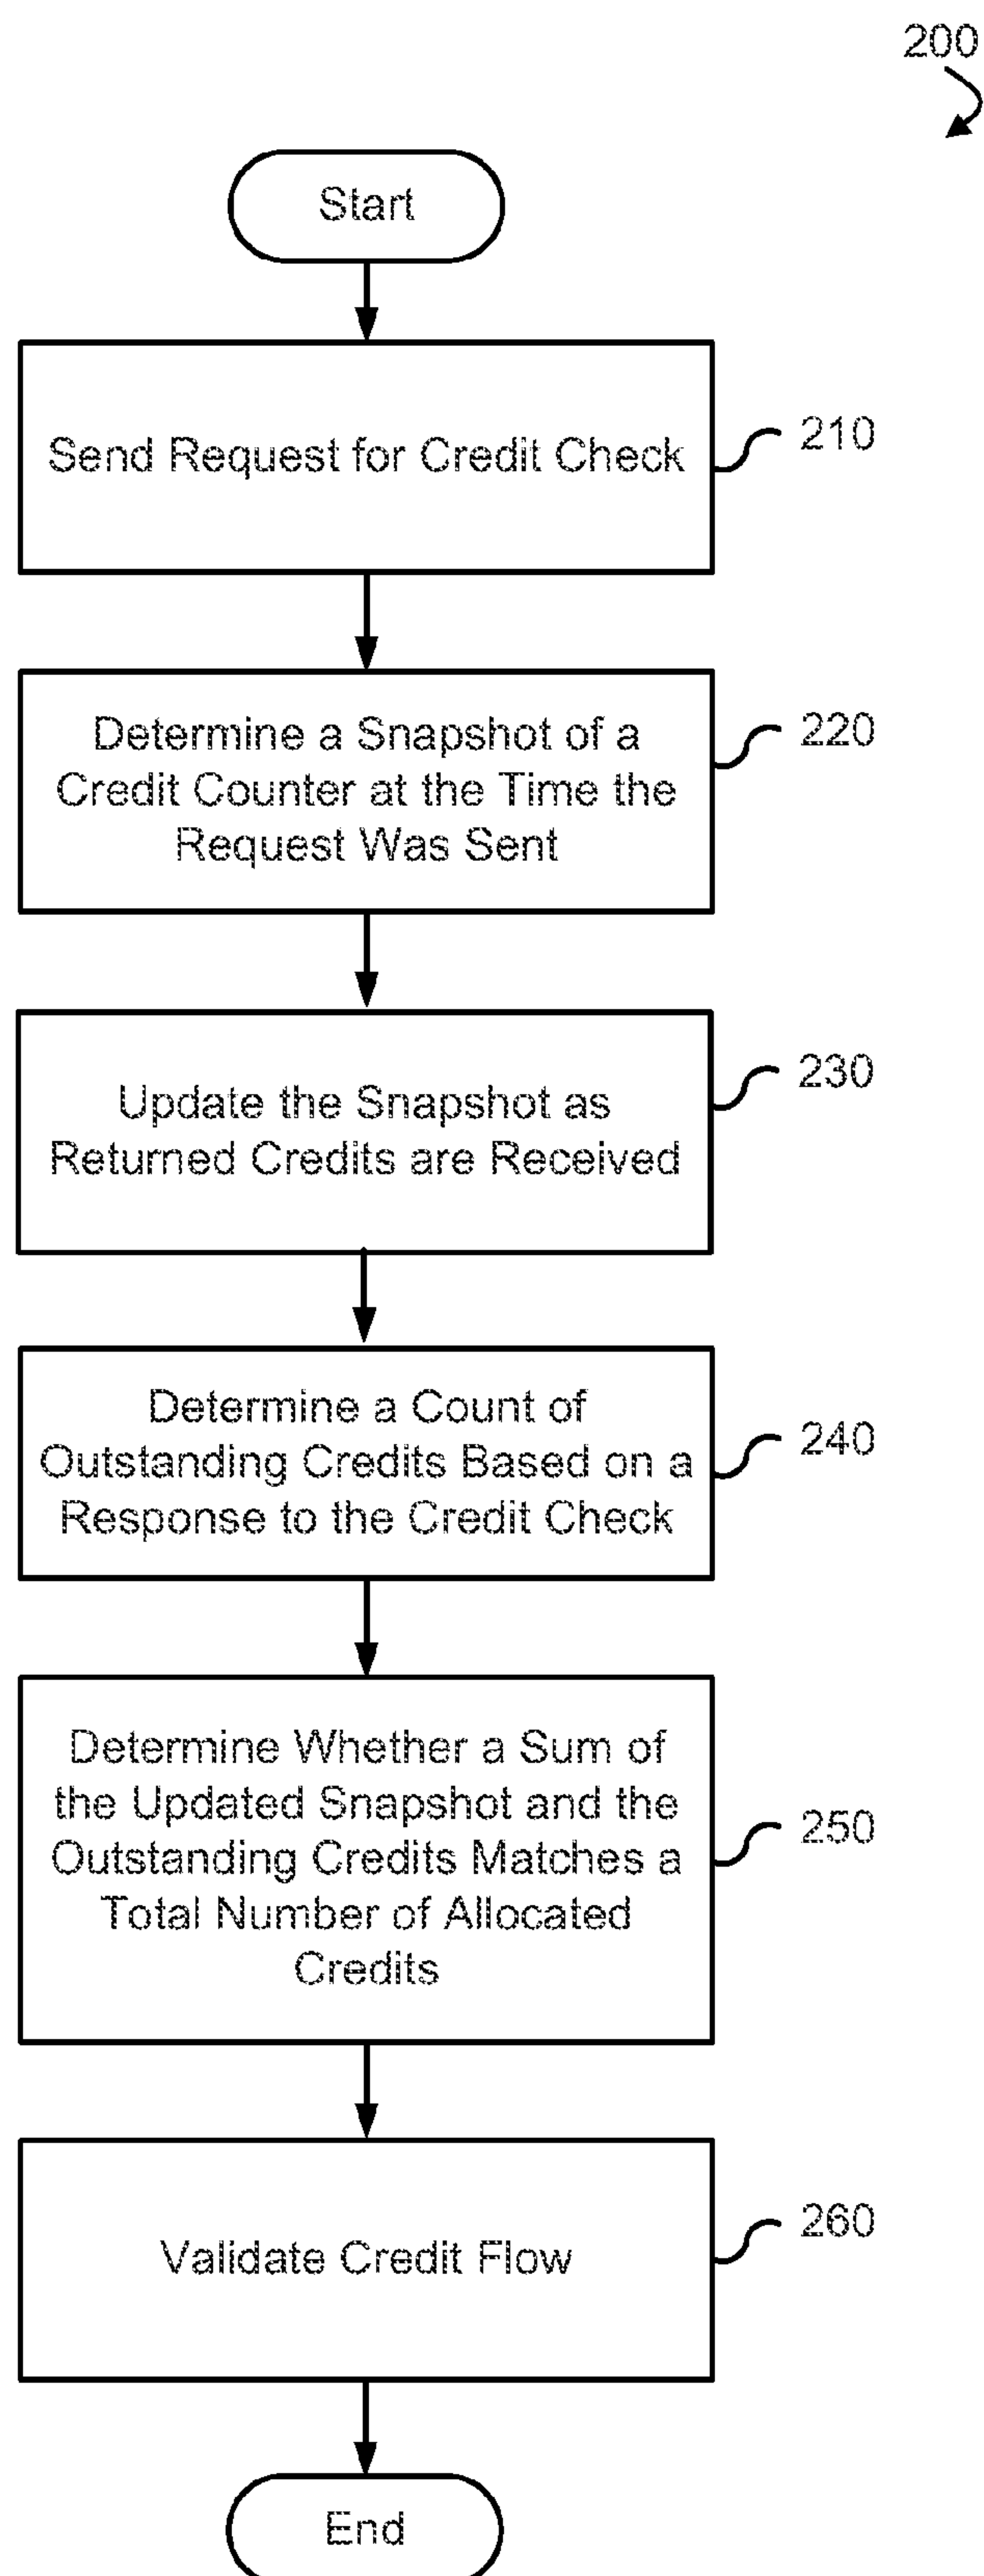 200
Start
Send Request for Credit Check
210
Determine a Snapshot of a
Credit Counter at the Time the
Request Was Sent
220
Update the Snapshot as
Returned Credits are Received
230
Determine a Count of
Outstanding Credits Based on a
Response to the Credit Check
240
Determine Whether a Sum of
the Updated Snapshot and the
Outstanding Credits Matches a
Total Number of Allocated
Credits
250
Validate Credit Flow
260
End